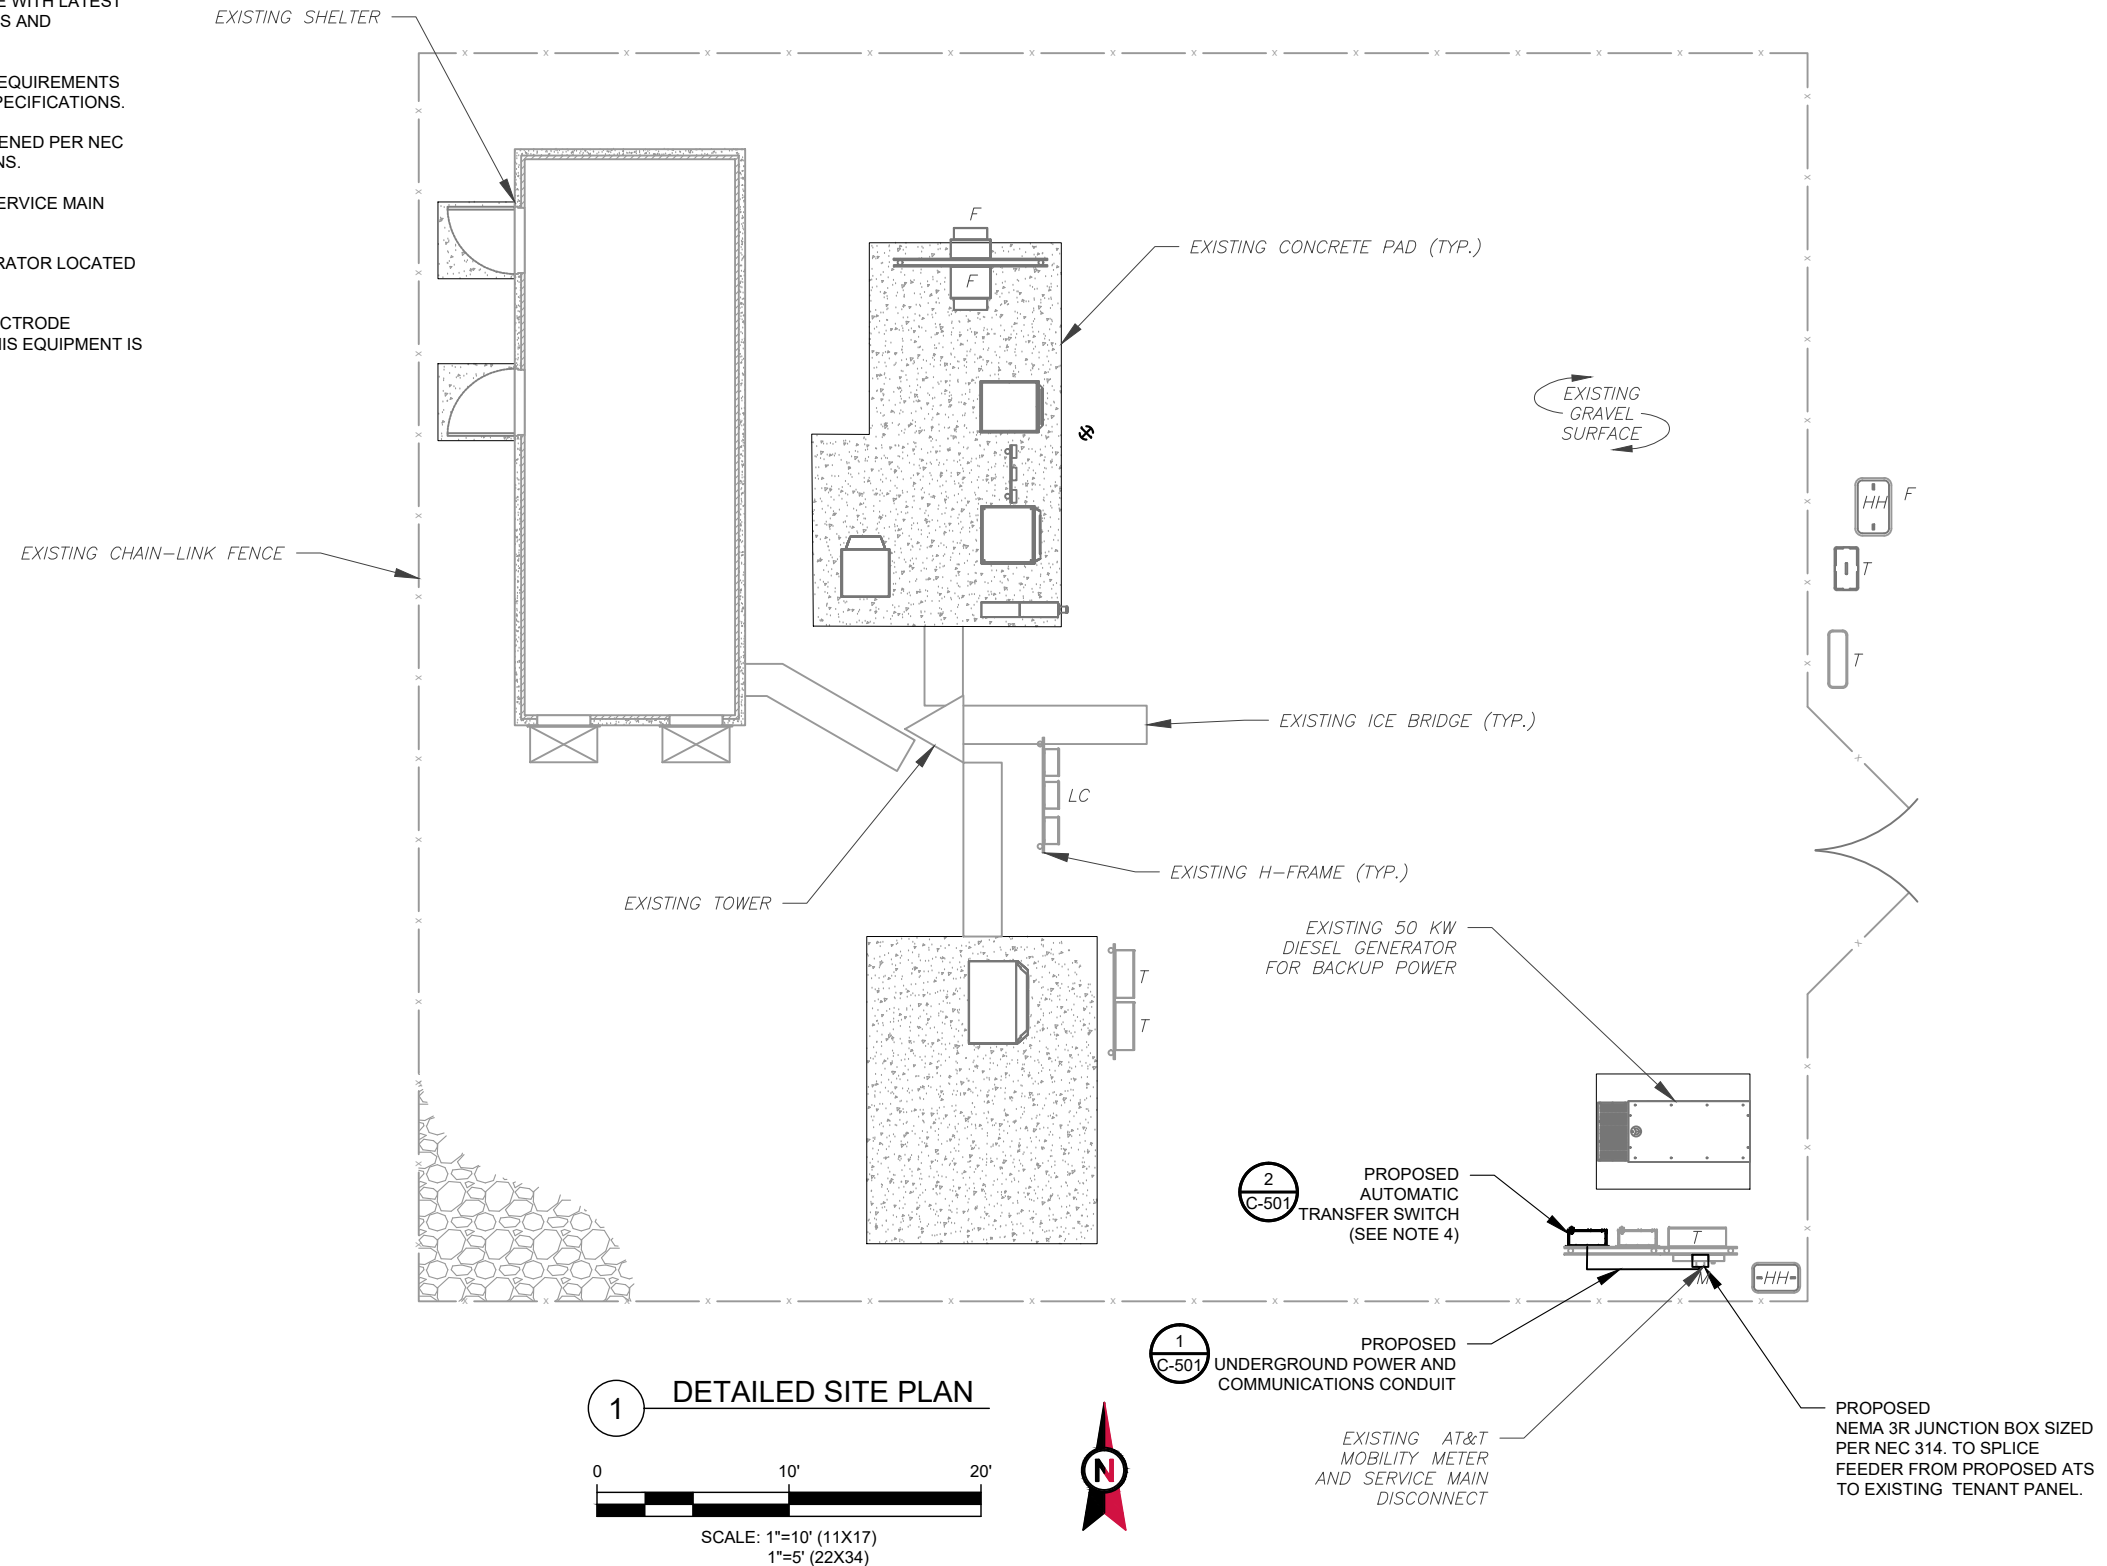 E WITH LATEST
S AND
EQUIREMENTS
PECIFICATIONS.
ENED PER NEC
NS.
ERVICE MAIN
RATOR LOCATED
CTRODE
HIS EQUIPMENT IS
EXISTING SHELTER
F
F
EXISTING CONCRETE PAD (TYP.)
EXISTING
GRAVEL
SURFACE
HH
F
T
T
EXISTING CHAIN-LINK FENCE
EXISTING ICE BRIDGE (TYP.)
LC
EXISTING H-FRAME (TYP.)
EXISTING TOWER
EXISTING 50 KW
DIESEL GENERATOR
FOR BACKUP POWER
T
T
2
C-501
PROPOSED
AUTOMATIC
TRANSFER SWITCH
(SEE NOTE 4)
T
M
HH
1
C-501
PROPOSED
UNDERGROUND POWER AND
COMMUNICATIONS CONDUIT
EXISTING AT&T
MOBILITY METER
AND SERVICE MAIN
DISCONNECT
PROPOSED
NEMA 3R JUNCTION BOX SIZED
PER NEC 314. TO SPLICE
FEEDER FROM PROPOSED ATS
TO EXISTING TENANT PANEL.
1
DETAILED SITE PLAN
0 10' 20'
SCALE: 1"=10' (11X17)
1"=5' (22X34)
N